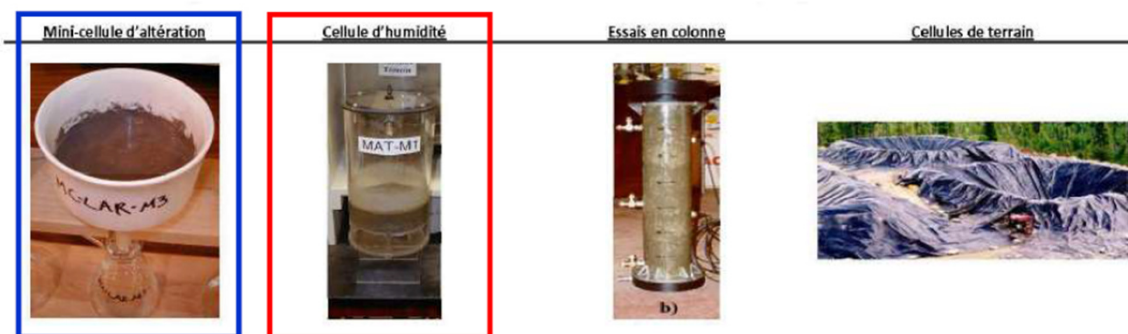 Mini-cellule d'altération
Cellule d'humidité
Essais en colonne
Cellules de terrain
MAT-M1
MC-LAR-M3
b)